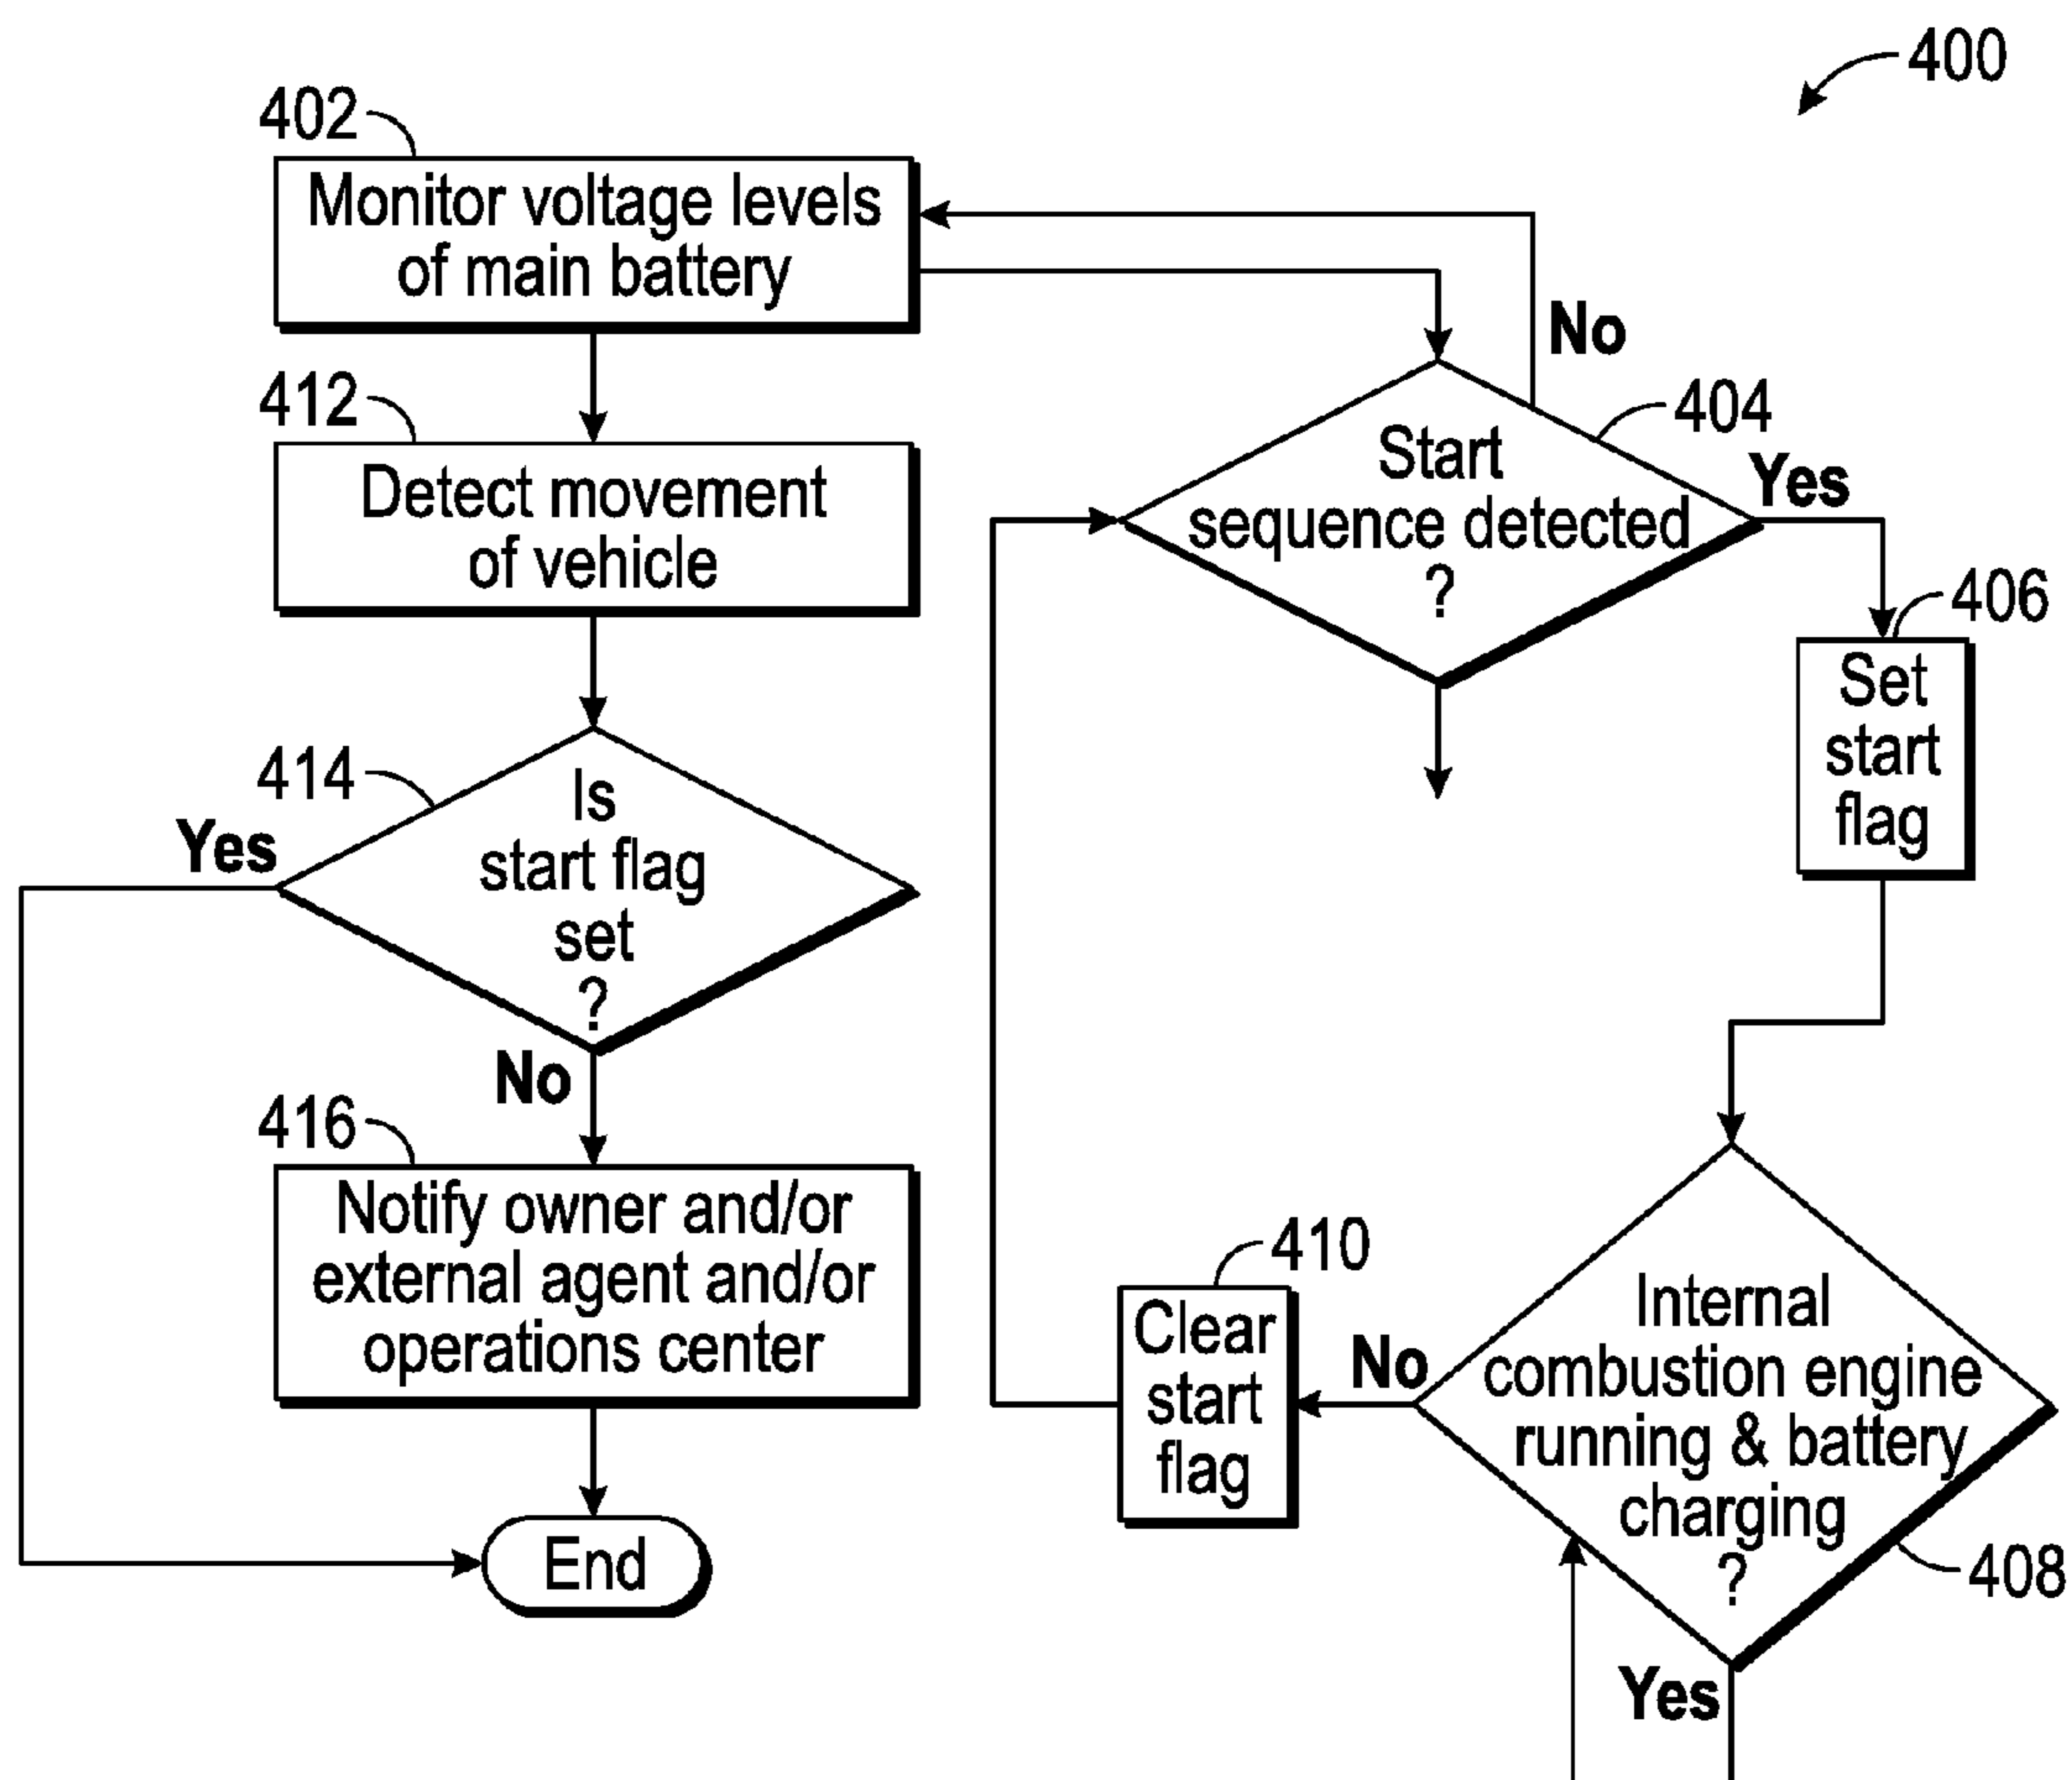 400
402
Monitor voltage levels
of main battery
No
412
404
Detect movement
of vehicle
Start
sequence detected
?
Yes
406
Set
start
flag
414
Is
start flag
set
?
Yes
No
416
Notify owner and/or
external agent and/or
operations center
End
410
Clear
start
flag
No
Internal
combustion engine
running & battery
charging
?
408
Yes